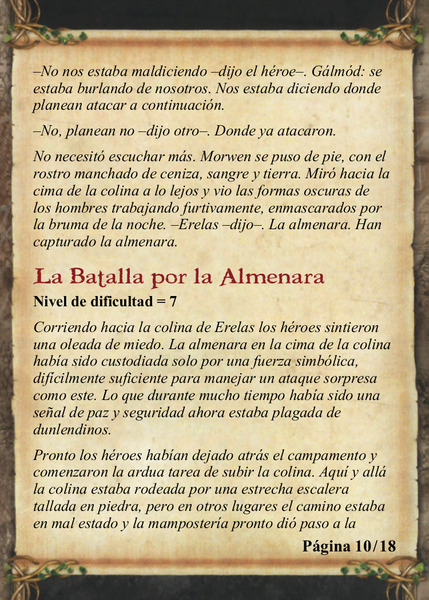 –No nos estaba maldiciendo –dijo el héroe–. Gálmód: se
estaba burlando de nosotros. Nos estaba diciendo donde
planean atacar a continuación.
–No, planean no –dijo otro–. Donde ya atacaron.
No necesitó escuchar más. Morwen se puso de pie, con el
rostro manchado de ceniza, sangre y tierra. Miró hacia la
cima de la colina a lo lejos y vio las formas oscuras de
los hombres trabajando furtivamente, enmascarados por
la bruma de la noche. –Erelas –dijo–. La almenara. Han
capturado la almenara.
La Batalla por la Almenara
Nivel de dificultad = 7
Corriendo hacia la colina de Erelas los héroes sintieron
una oleada de miedo. La almenara en la cima de la colina
había sido custodiada solo por una fuerza simbólica,
difícilmente suficiente para manejar un ataque sorpresa
como este. Lo que durante mucho tiempo había sido una
señal de paz y seguridad ahora estaba plagada de
dunlendinos.
Pronto los héroes habían dejado atrás el campamento y
comenzaron la ardua tarea de subir la colina. Aquí y allá
la colina estaba rodeada por una estrecha escalera
tallada en piedra, pero en otros lugares el camino estaba
en mal estado y la mampostería pronto dió paso a la
Página 10/18